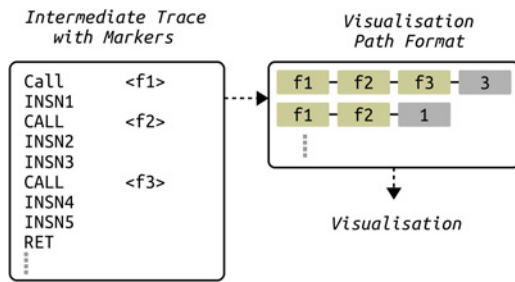 Intermediate Trace
with Markers
Call <f1>
INSN1
CALL <f2>
INSN2
INSN3
CALL <f3>
INSN4
INSN5
RET
Visualisation
Path Format
f1 f2 f3 3
f1 f2 1
Visualisation